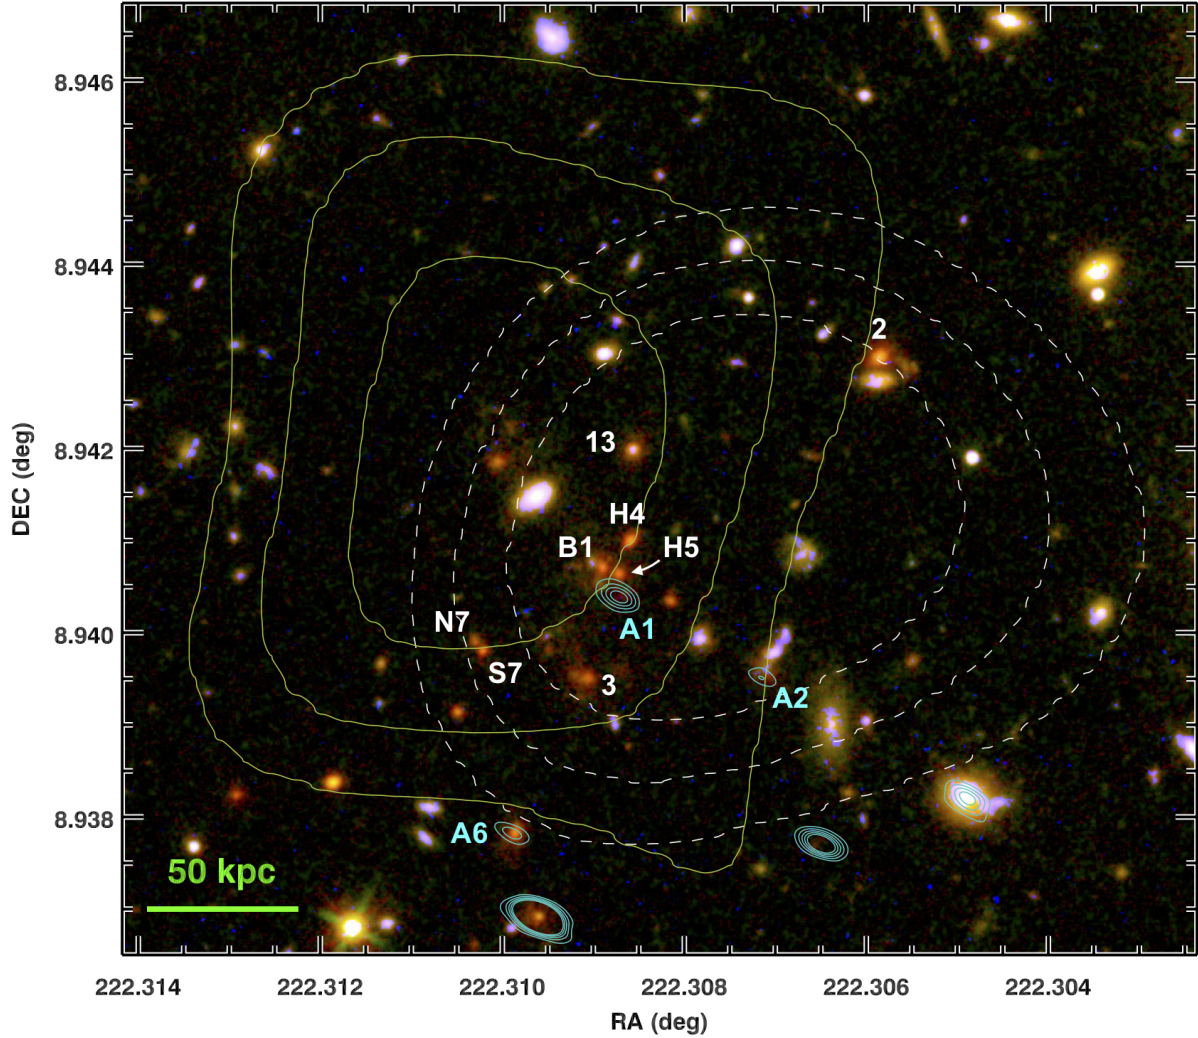 8.946
8.944
8.942
8.940
8.938
DEC (deg)
2
13
H4
B1
H5
A1
N7
S7
3
A2
A6
50 kpc
222.314
222.312
222.310
222.308
222.306
222.304
RA (deg)